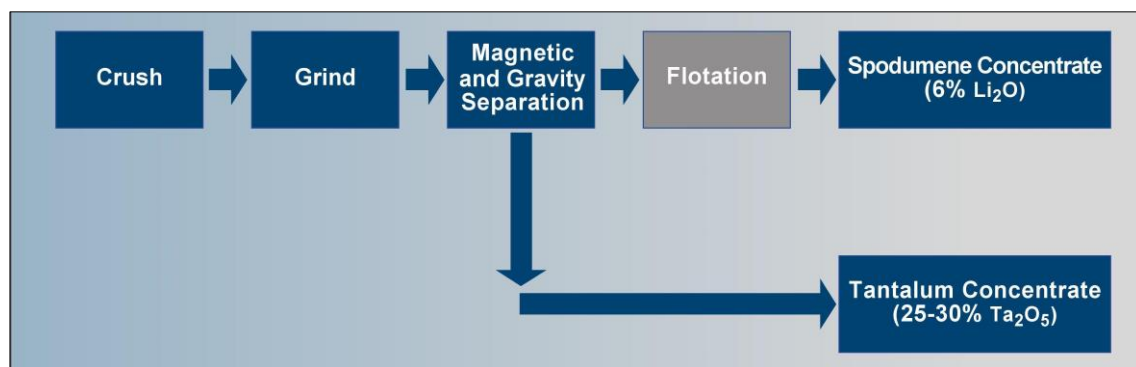 Crush
Grind
Magnetic
and Gravity
Separation
Flotation
Spodumene Concentrate
(6% Li₂O)
Tantalum Concentrate
(25-30% Ta₂O₅)